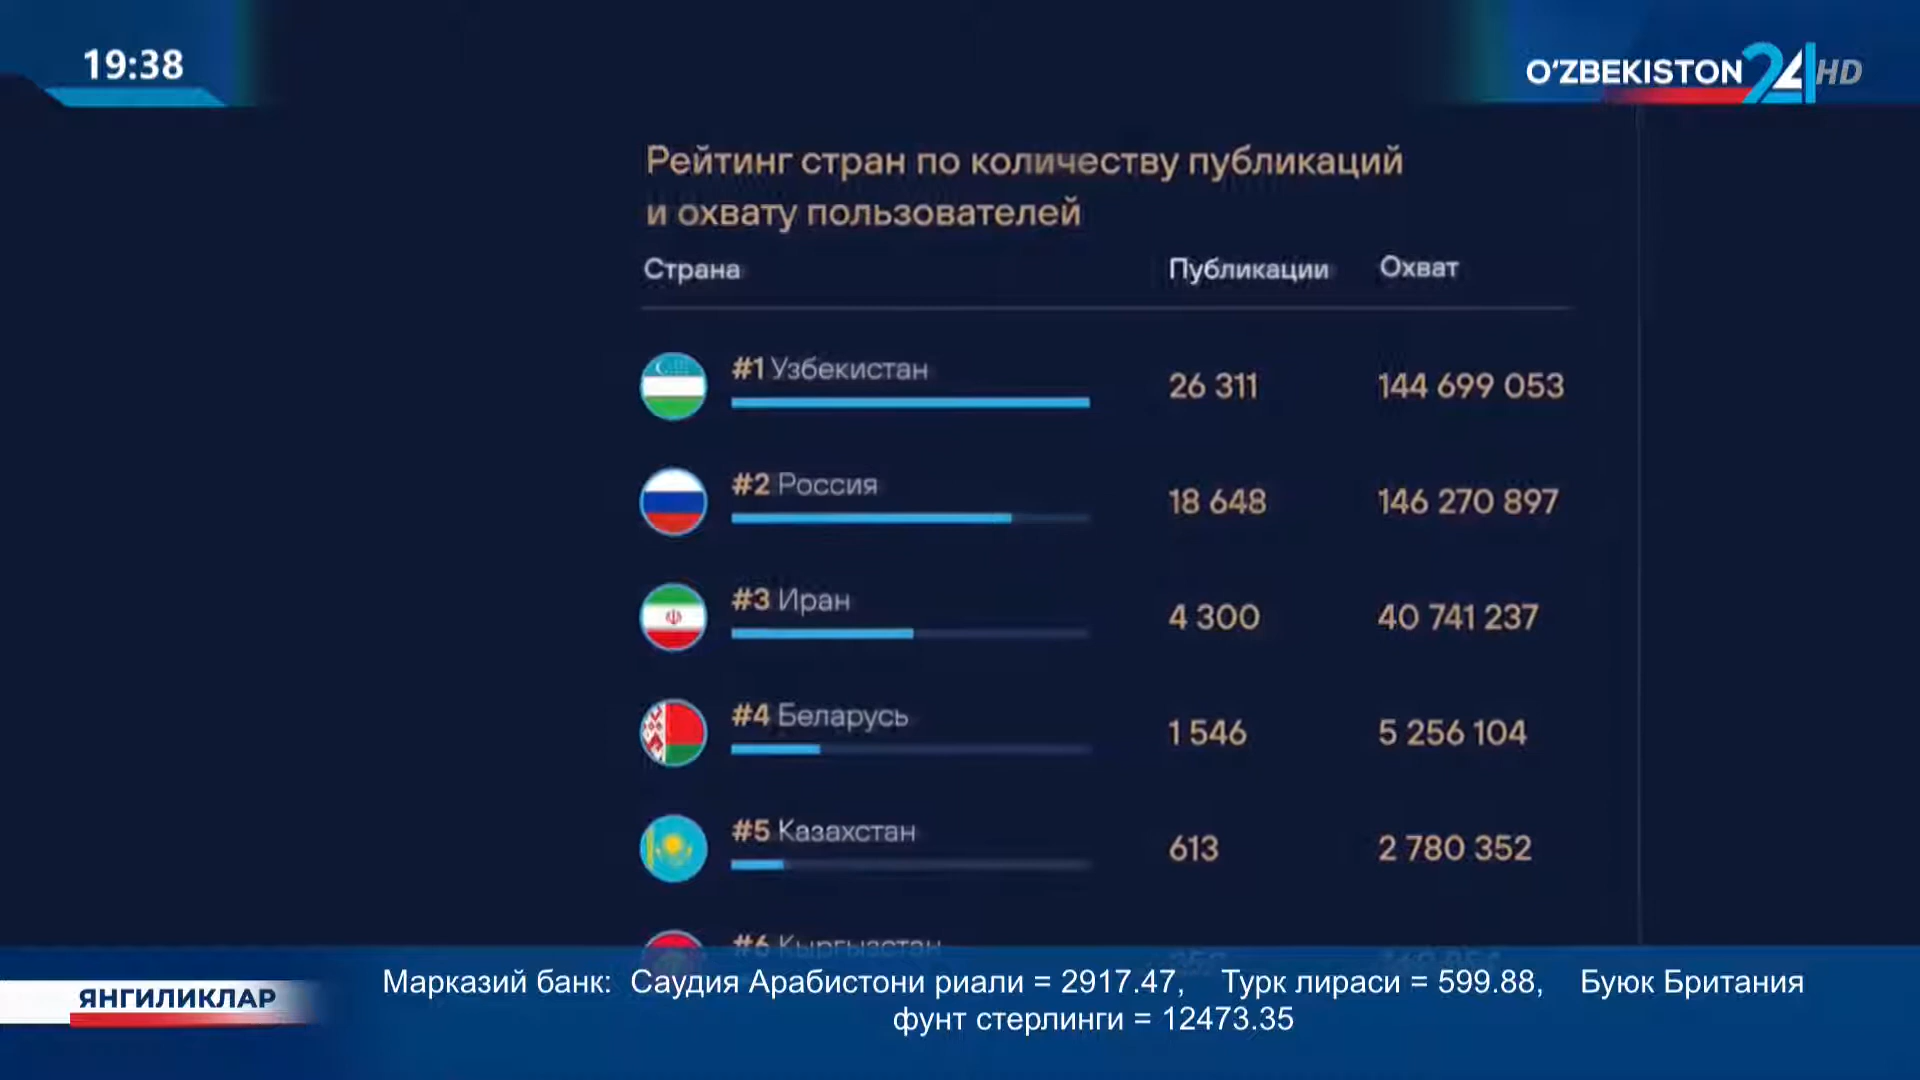 19:38
O‘ZBEKISTON 24 HD
Рейтинг стран по количеству публикаций
и охвату пользователей
Страна Публикации Охват
#1 Узбекистан 26 311 144 699 053
#2 Россия 18 648 146 270 897
#3 Иран 4 300 40 741 237
#4 Беларусь 1 546 5 256 104
#5 Казахстан 613 2 780 352
#6 Кыргызстан
ЯНГИЛИКЛАР
Марказий банк: Саудия Арабистони риали = 2917.47, Турк лираси = 599.88, Буюк Британия
фунт стерлинги = 12473.35